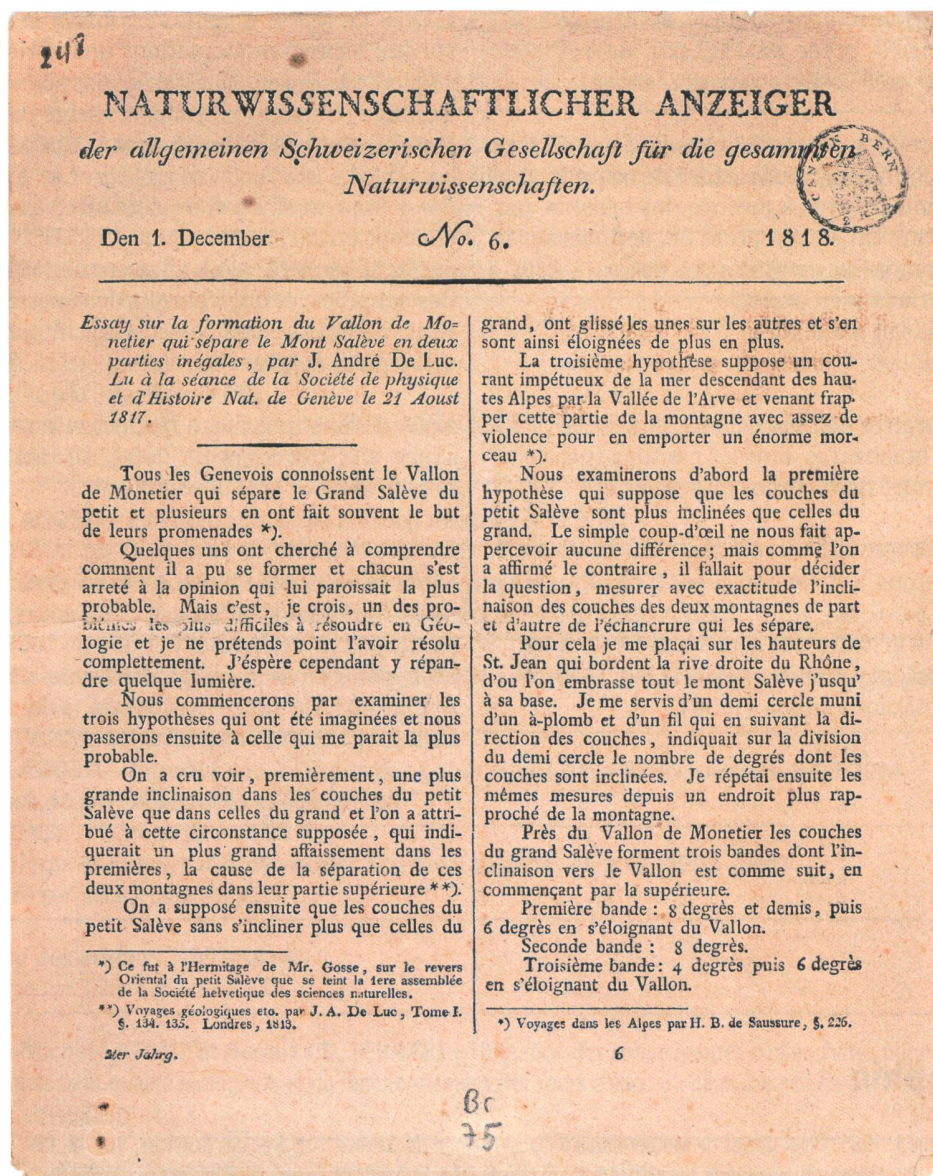 248
NATURWISSENSCHAFTLICHER ANZEIGER
der allgemeinen Schweizerischen Gesellschaft für die gesammten
Naturwissenschaften.
BERN
Den 1. December No. 6. 1818.
Essay sur la formation du Vallon de Mo=
netier qui sépare le Mont Salève en deux
parties inégales, par J. André De Luc.
Lu à la séance de la Société de physique
et d'Histoire Nat. de Genève le 21 Aoust
1817.
Tous les Genevois connoissent le Vallon
de Monetier qui sépare le Grand Salève du
petit et plusieurs en ont fait souvent le but
de leurs promenades *).
Quelques uns ont cherché à comprendre
comment il a pu se former et chacun s'est
arreté à la opinion qui lui paroissait la plus
probable. Mais c'est, je crois, un des pro-
blêmes les plus difficiles à résoudre en Géo-
logie et je ne prétends point l'avoir résolu
complettement. J'éspère cependant y répan-
dre quelque lumière.
Nous commencerons par examiner les
trois hypothèses qui ont été imaginées et nous
passerons ensuite à celle qui me parait la plus
probable.
On a cru voir, premièrement, une plus
grande inclinaison dans les couches du petit
Salève que dans celles du grand et l'on a attri-
bué à cette circonstance supposée, qui indi-
querait un plus grand affaissement dans les
premières, la cause de la séparation de ces
deux montagnes dans leur partie supérieure **).
On a supposé ensuite que les couches du
petit Salève sans s'incliner plus que celles du
*) Ce fut à l'Hermitage de Mr. Gosse, sur le revers
Oriental du petit Salève que se teint la 1ere assemblée
de la Société helvetique des sciences naturelles.
**) Voyages géologiques etc. par J. A. De Luc, Tome I.
§. 134. 135. Londres, 1813.
2ter Jahrg.
grand, ont glissé les unes sur les autres et s'en
sont ainsi éloignées de plus en plus.
La troisième hypothèse suppose un cou-
rant impétueux de la mer descendant des hau-
tes Alpes par la Vallée de l'Arve et venant frap-
per cette partie de la montagne avec assez de
violence pour en emporter un énorme mor-
ceau *).
Nous examinerons d'abord la première
hypothèse qui suppose que les couches du
petit Salève sont plus inclinées que celles du
grand. Le simple coup-d'œil ne nous fait ap-
percevoir aucune différence; mais comme l'on
a affirmé le contraire, il fallait pour décider
la question, mesurer avec exactitude l'incli-
naison des couches des deux montagnes de part
et d'autre de l'échancrure qui les sépare.
Pour cela je me plaçai sur les hauteurs de
St. Jean qui bordent la rive droite du Rhône,
d'ou l'on embrasse tout le mont Salève j'usqu'
à sa base. Je me servis d'un demi cercle muni
d'un à-plomb et d'un fil qui en suivant la di-
rection des couches, indiquait sur la division
du demi cercle le nombre de degrés dont les
couches sont inclinées. Je répétai ensuite les
mêmes mesures depuis un endroit plus rap-
proché de la montagne.
Près du Vallon de Monetier les couches
du grand Salève forment trois bandes dont l'in-
clinaison vers le Vallon est comme suit, en
commençant par la supérieure.
Première bande: 8 degrès et demis, puis
6 degrès en s'éloignant du Vallon.
Seconde bande: 8 degrès.
Troisième bande: 4 degrès puis 6 degrès
en s'éloignant du Vallon.
*) Voyages dans les Alpes par H. B. de Saussure, §. 226.
6
Br
75